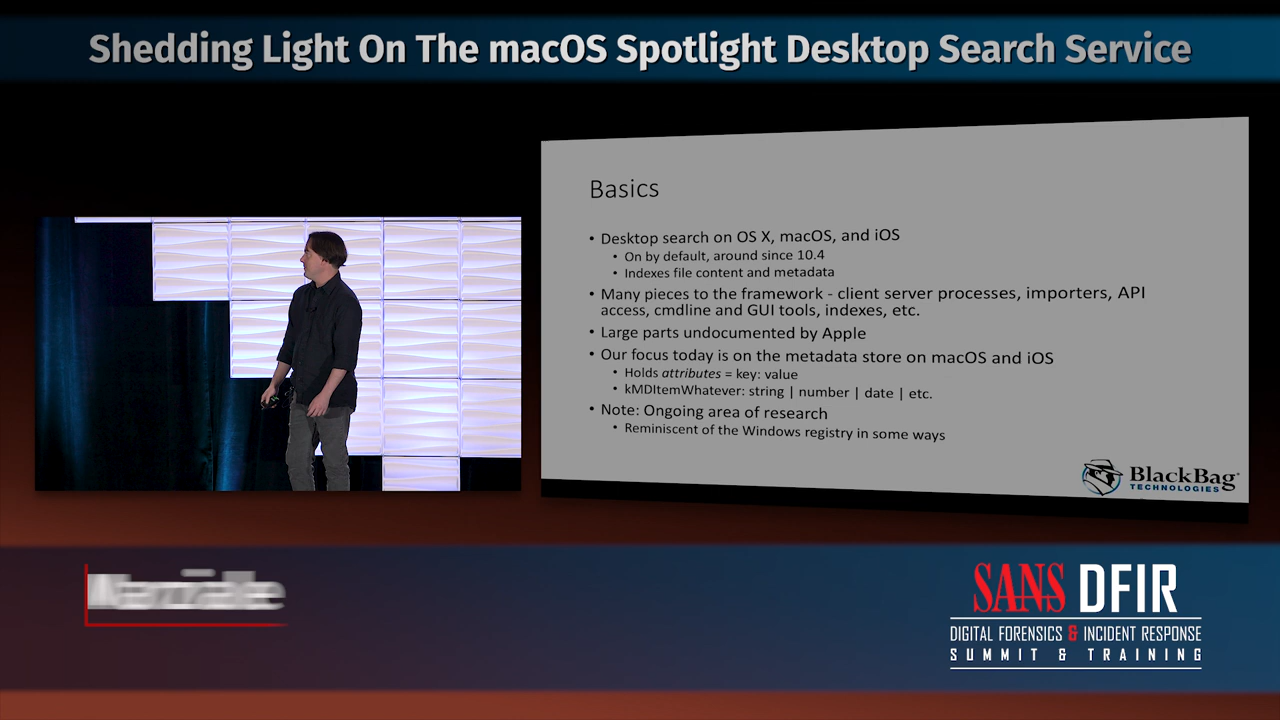 Shedding Light On The macOS Spotlight Desktop Search Service
Basics
• Desktop search on OS X, macOS, and iOS
• On by default, around since 10.4
• Indexes file content and metadata
• Many pieces to the framework - client server processes, importers, API
access, cmdline and GUI tools, indexes, etc.
• Large parts undocumented by Apple
• Our focus today is on the metadata store on macOS and iOS
• Holds attributes = key: value
• kMDItemWhatever: string | number | date | etc.
• Note: Ongoing area of research
• Reminiscent of the Windows registry in some ways
BlackBag
TECHNOLOGIES
SANS DFIR
DIGITAL FORENSICS & INCIDENT RESPONSE
SUMMIT & TRAINING